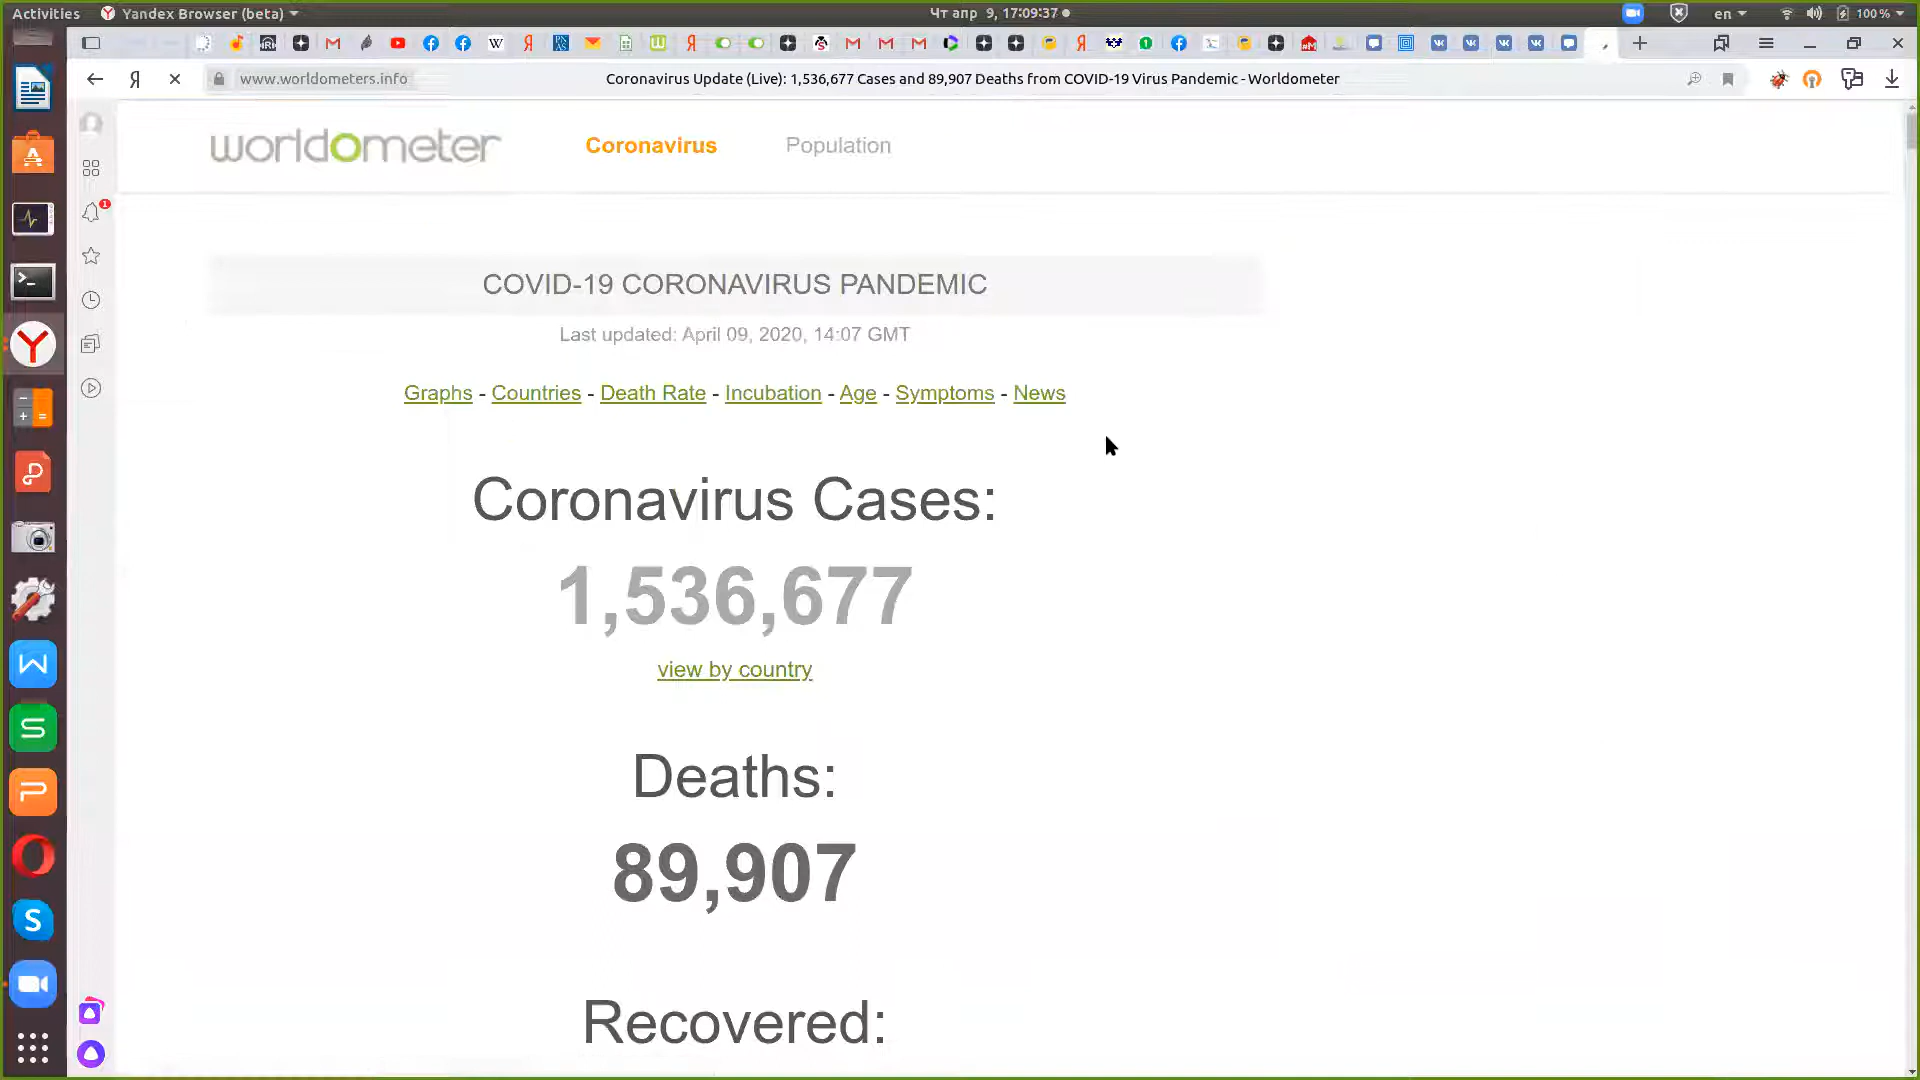 Activities Yandex Browser (beta) Чт апр 9, 17:09:37 en 100 %
www.worldometers.info Coronavirus Update (Live): 1,536,677 Cases and 89,907 Deaths from COVID-19 Virus Pandemic - Worldometer
worldometer Coronavirus Population
COVID-19 CORONAVIRUS PANDEMIC
Last updated: April 09, 2020, 14:07 GMT
Graphs - Countries - Death Rate - Incubation - Age - Symptoms - News
Coronavirus Cases:
1,536,677
view by country
Deaths:
89,907
Recovered: